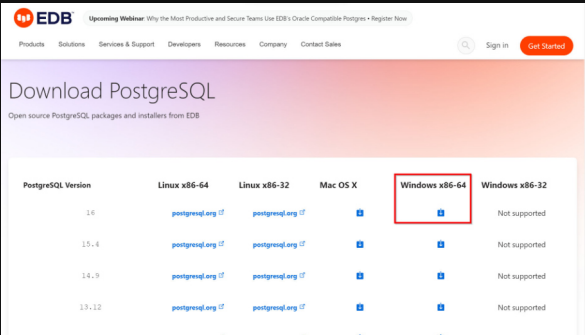 EDB Upcoming Webinar Why the Most Productive and Secure Teams Use EDB's Oracle Compatible Postgres • Register Now
Products Solutions Services & Support Developers Resources Company Contact Sales Sign in Get Started
Download PostgreSQL
Open source PostgreSQL packages and installers from EDB
PostgreSQL Version Linux x86-64 Linux x86-32 Mac OS X Windows x86-64 Windows x86-32
16 postgresql.org postgresql.org Not supported
15.4 postgresql.org postgresql.org Not supported
14.9 postgresql.org postgresql.org Not supported
13.12 postgresql.org postgresql.org Not supported